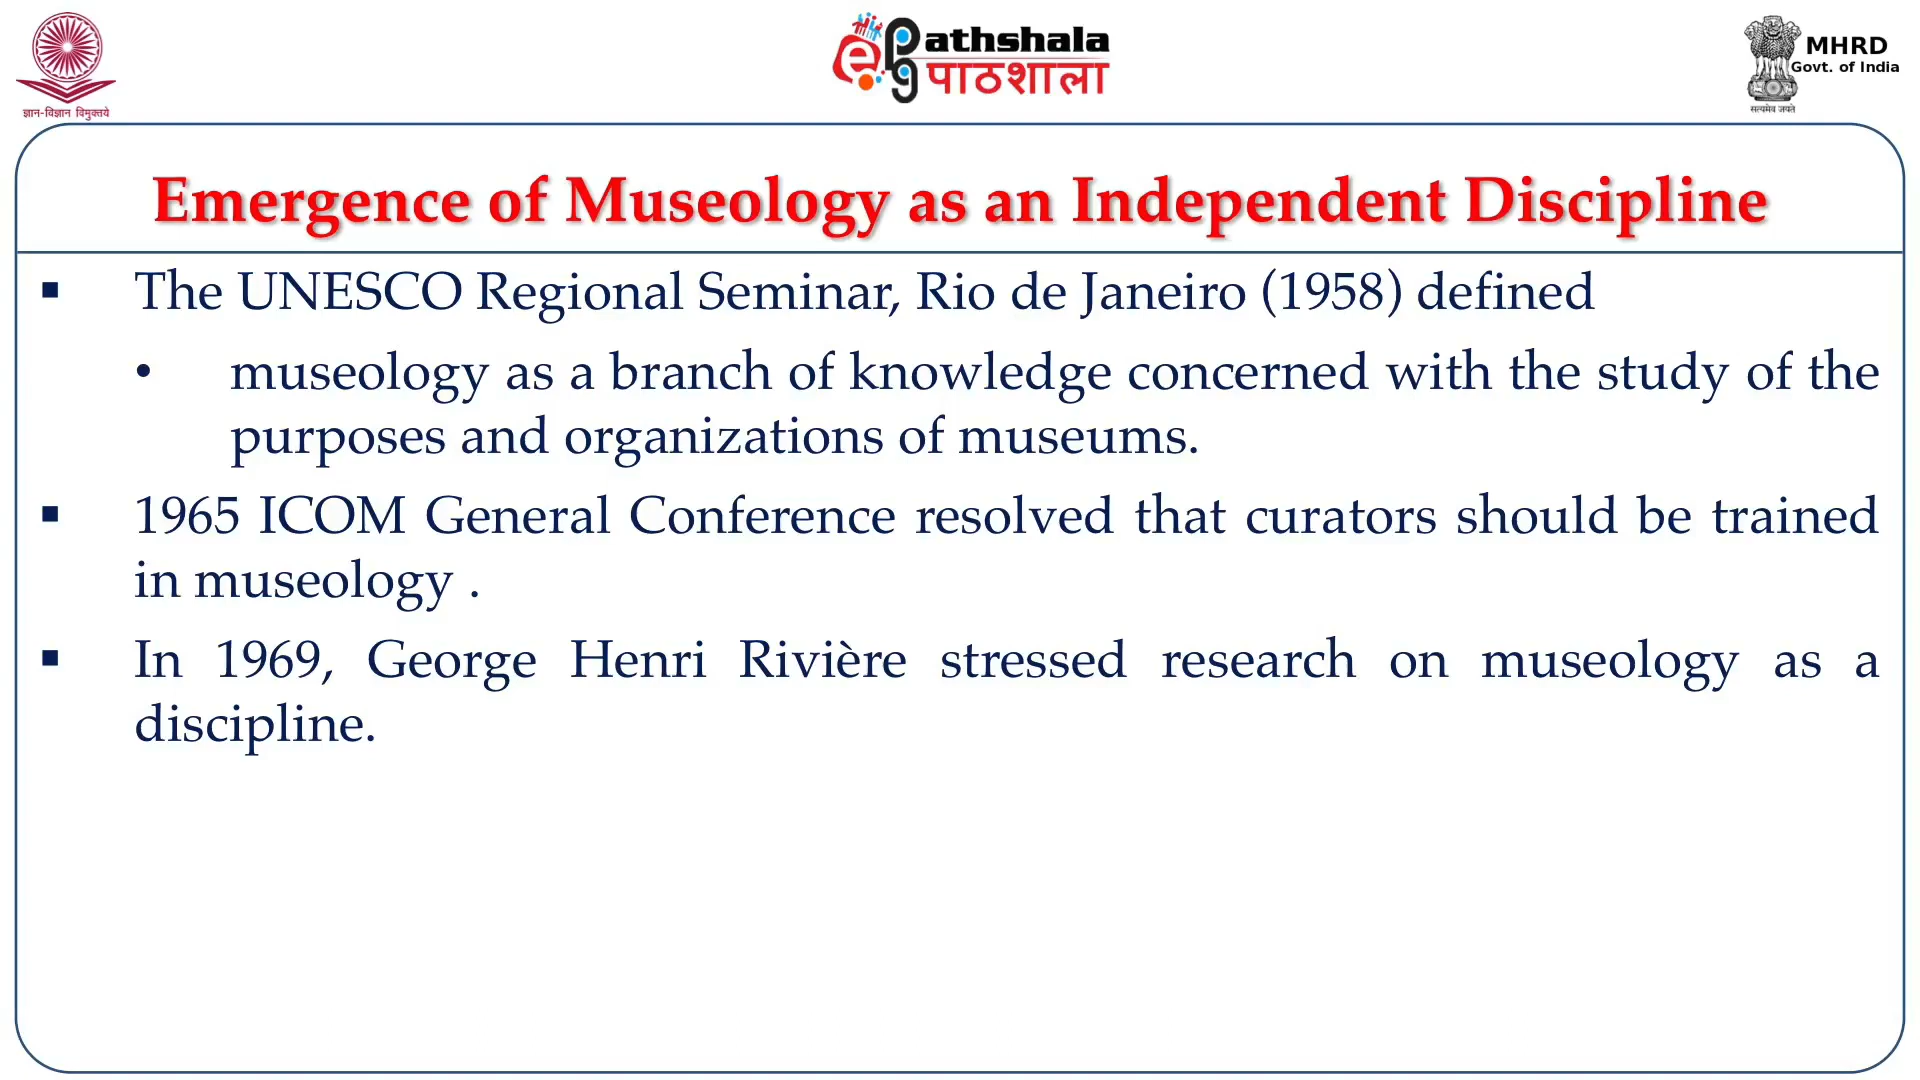 ज्ञान-विज्ञान विमुक्तये
ePathshala
पाठशाला
MHRD
Govt. of India
सत्यमेव जयते
Emergence of Museology as an Independent Discipline
▪ The UNESCO Regional Seminar, Rio de Janeiro (1958) defined
• museology as a branch of knowledge concerned with the study of the
purposes and organizations of museums.
▪ 1965 ICOM General Conference resolved that curators should be trained
in museology .
▪ In 1969, George Henri Rivière stressed research on museology as a
discipline.